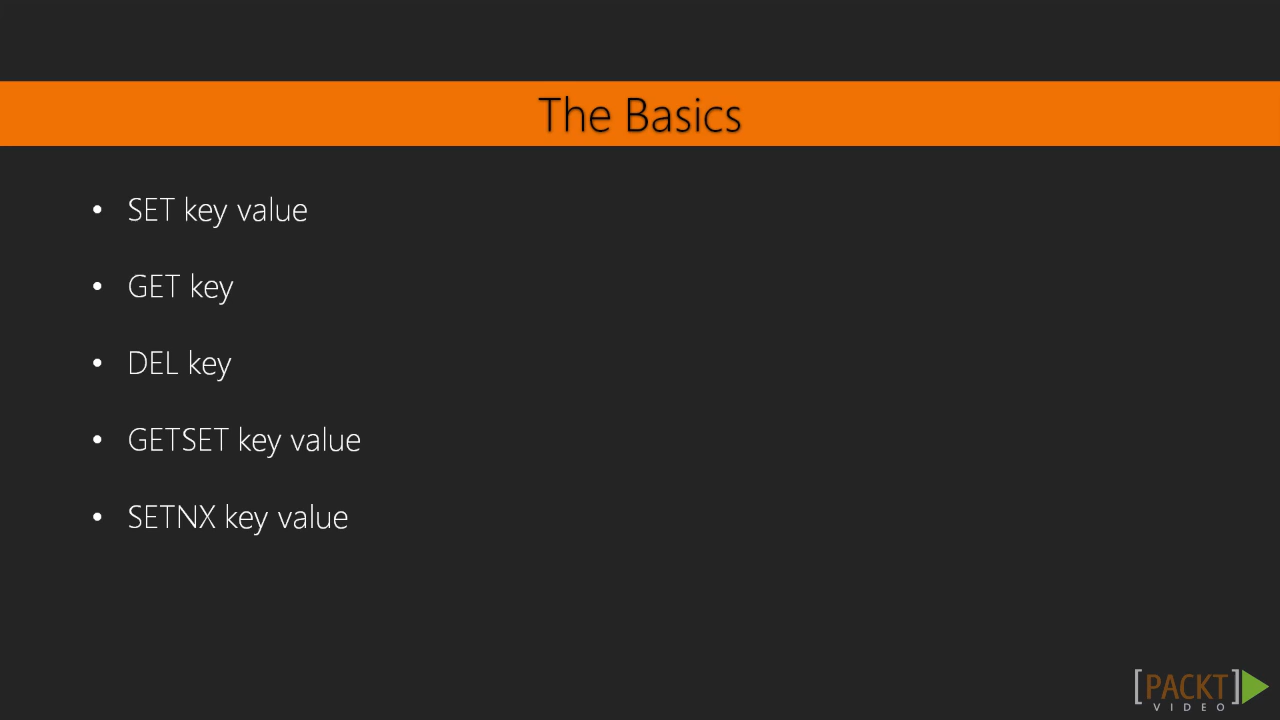 The Basics
• SET key value
• GET key
• DEL key
• GETSET key value
• SETNX key value
[PACKT]
VIDEO